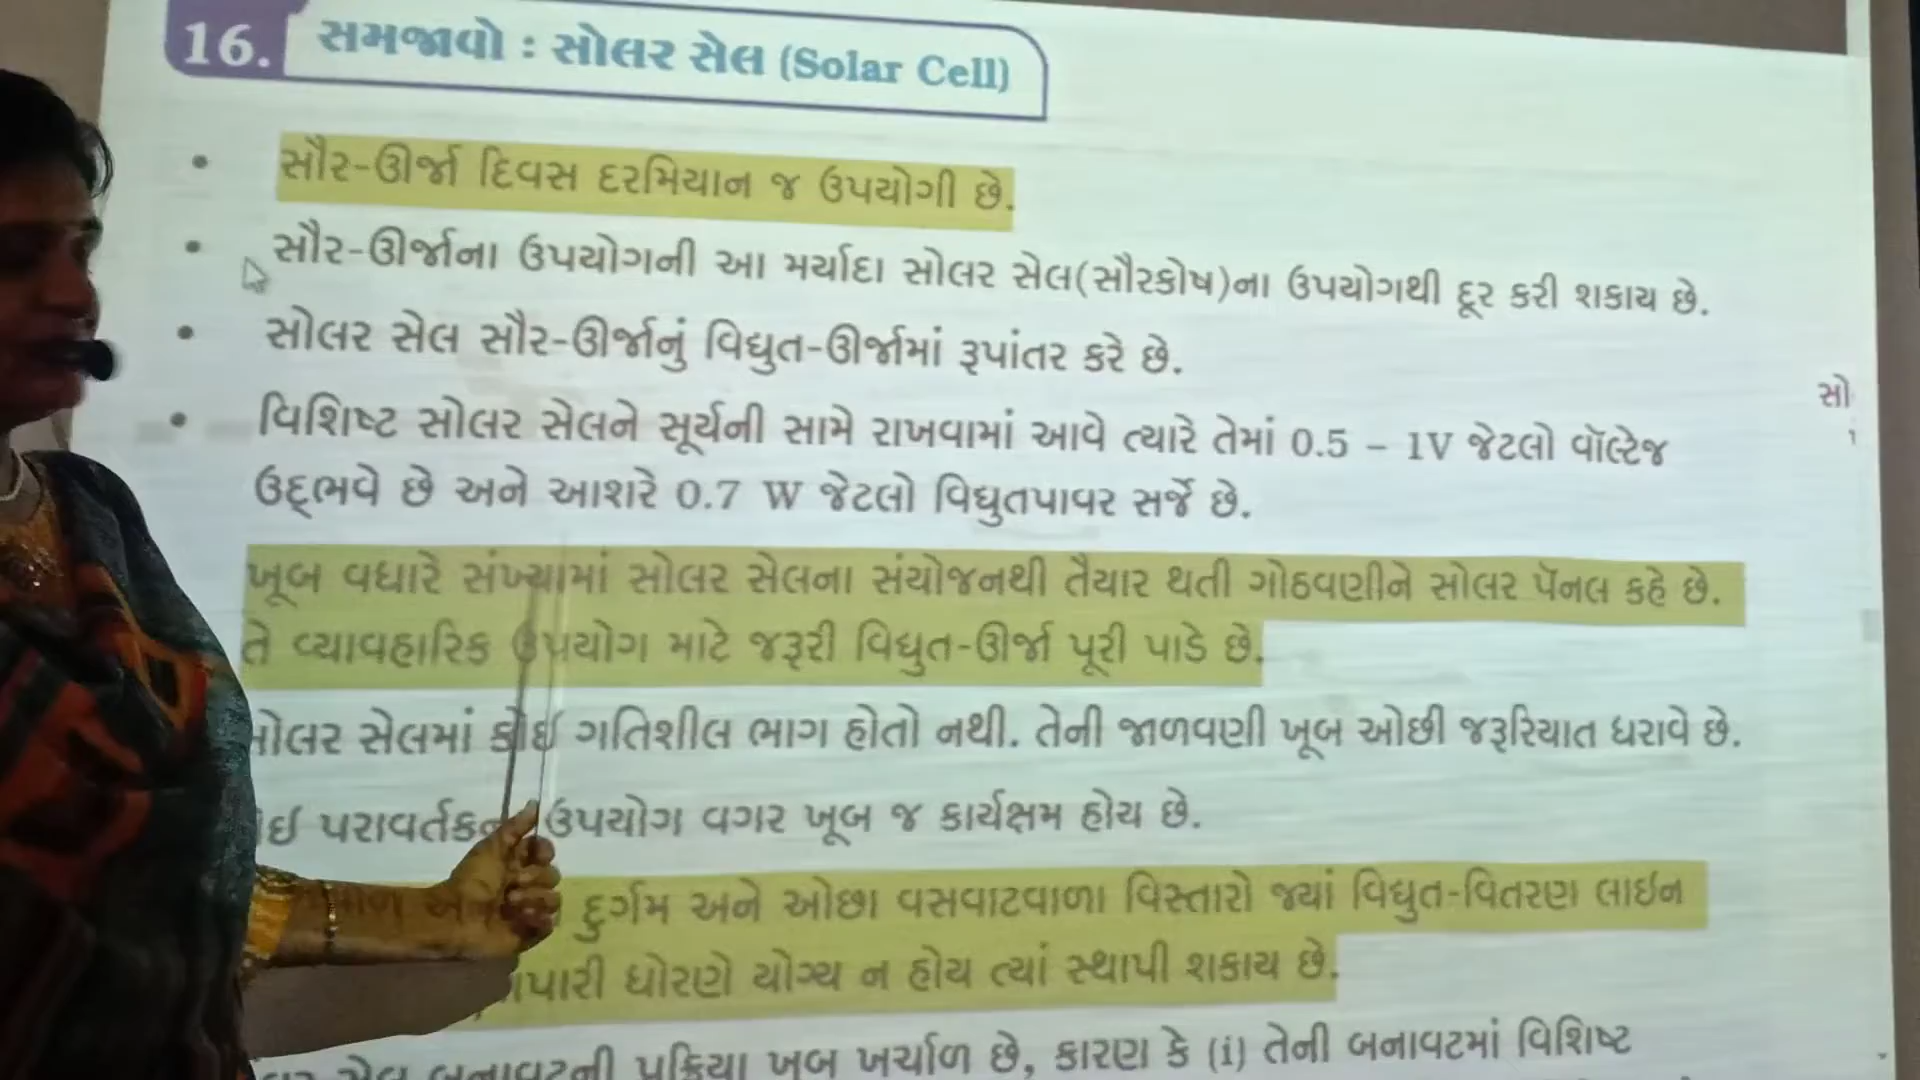 16. સમજાવો : સોલર સેલ (Solar Cell)
• સૌર-ઊર્જા દિવસ દરમિયાન જ ઉપયોગી છે.
• સૌર-ઊર્જાના ઉપયોગની આ મર્યાદા સોલર સેલ(સૌરકોષ)ના ઉપયોગથી દૂર કરી શકાય છે.
• સોલર સેલ સૌર-ઊર્જાનું વિદ્યુત-ઊર્જામાં રૂપાંતર કરે છે.
• વિશિષ્ટ સોલર સેલને સૂર્યની સામે રાખવામાં આવે ત્યારે તેમાં 0.5 – 1V જેટલો વૉલ્ટેજ
ઉદ્ભવે છે અને આશરે 0.7 W જેટલો વિદ્યુતપાવર સર્જે છે.
ખૂબ વધારે સંખ્યામાં સોલર સેલના સંયોજનથી તૈયાર થતી ગોઠવણીને સોલર પૅનલ કહે છે.
તે વ્યાવહારિક ઉપયોગ માટે જરૂરી વિદ્યુત-ઊર્જા પૂરી પાડે છે.
સેલમાં કોઈ ગતિશીલ ભાગ હોતો નથી. તેની જાળવણી ખૂબ ઓછી જરૂરિયાત ધરાવે છે.
ઉપયોગ વગર ખૂબ જ કાર્યક્ષમ હોય છે.
દુર્ગમ અને ઓછા વસવાટવાળા વિસ્તારો જ્યાં વિદ્યુત-વિતરણ લાઇન
ધોરણે યોગ્ય ન હોય ત્યાં સ્થાપી શકાય છે.
પ્રક્રિયા ખૂબ ખર્ચાળ છે, કારણ કે (i) તેની બનાવટમાં વિશિષ્ટ
સો